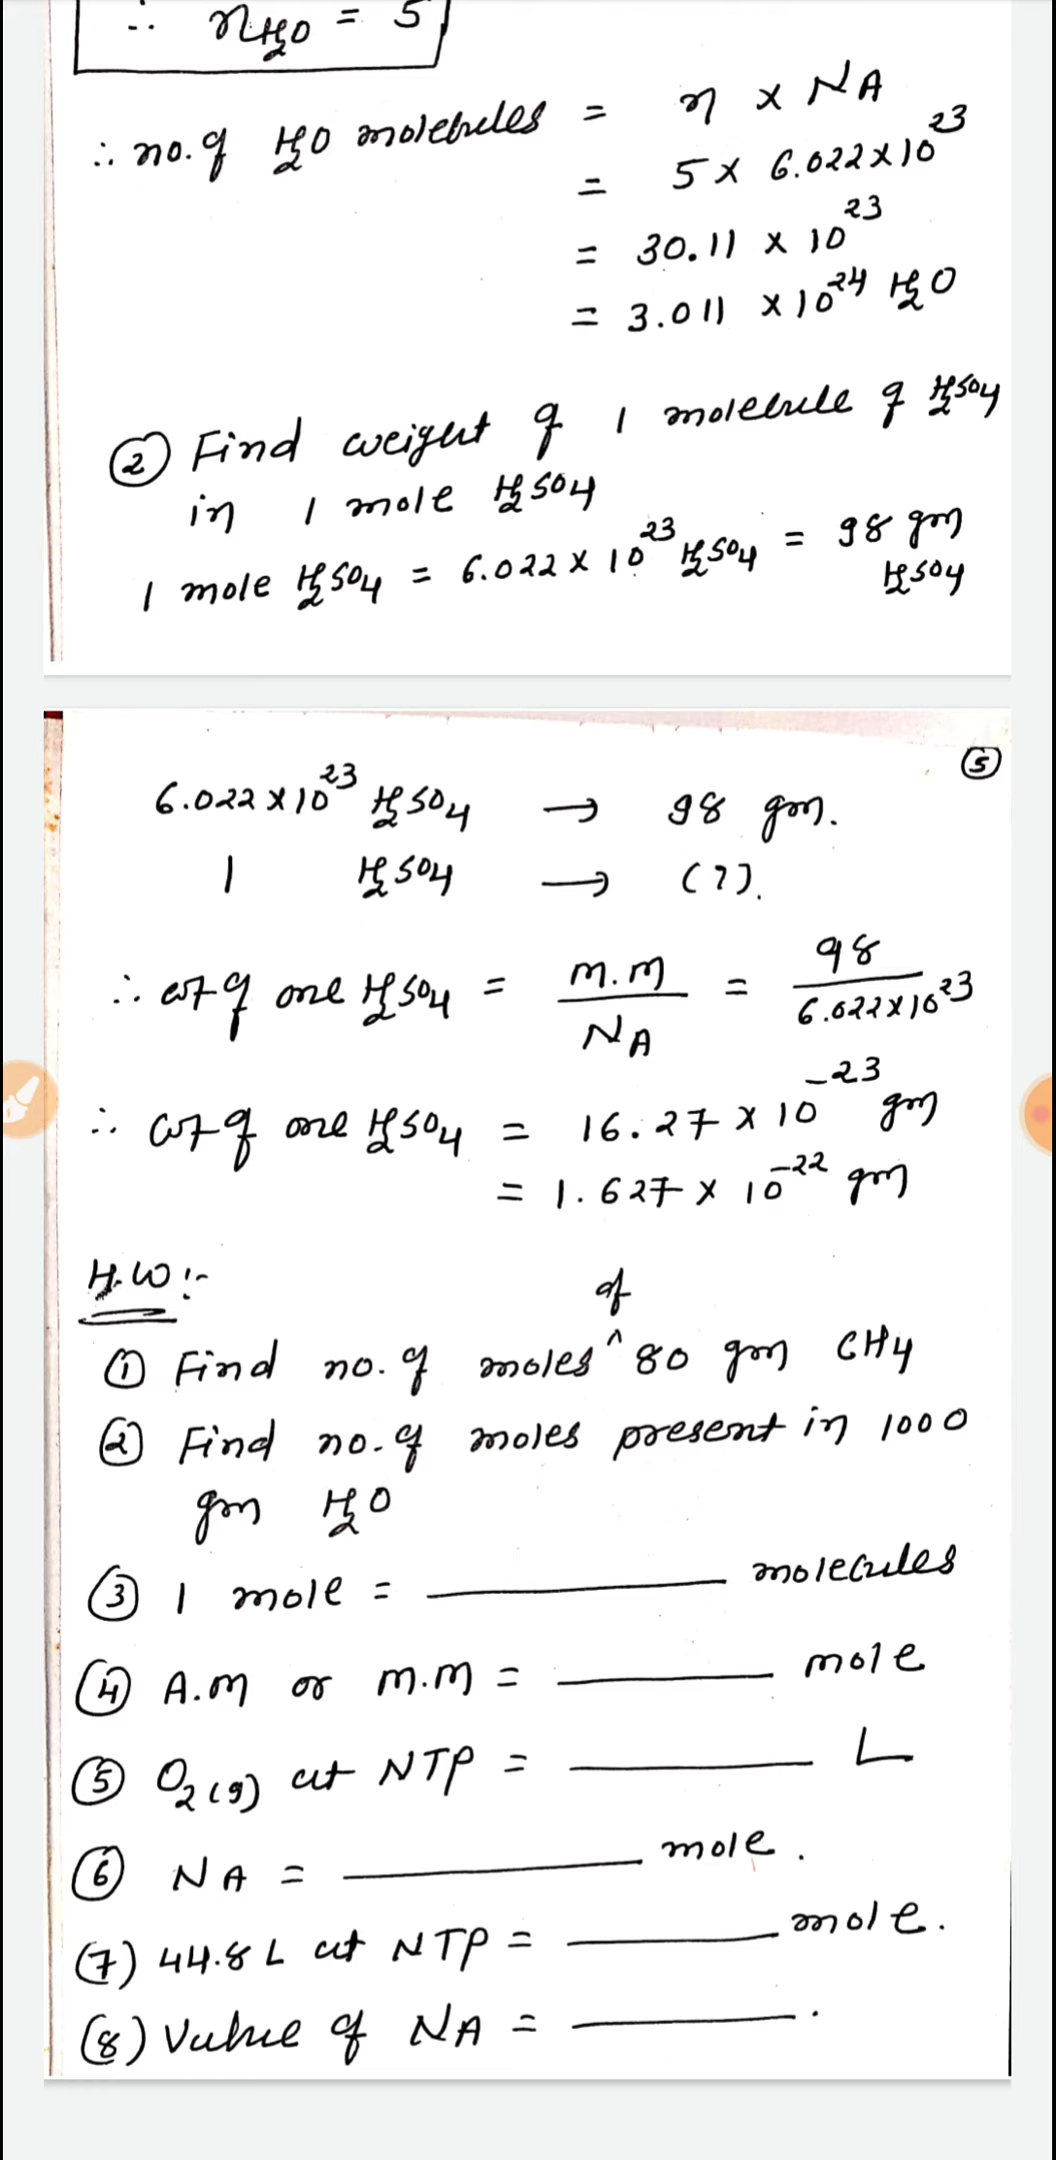 ∴ nH2O = 5
∴ no. of H2O molecules = n × NA
= 5 × 6.022×10^23
= 30.11 × 10^23
= 3.011 × 10^24 H2O
② Find weight of 1 molecule of H2SO4
in 1 mole H2SO4
1 mole H2SO4 = 6.022 × 10^23 H2SO4 = 98 gm
H2SO4
⑤
6.022×10^23 H2SO4 → 98 gm.
1 H2SO4 → (?).
∴ wt of one H2SO4 = M.M / NA = 98 / 6.022×10^23
∴ wt of one H2SO4 = 16.27 × 10^-23 gm
= 1.627 × 10^-22 gm
H.W :-
① Find no. of moles ^of 80 gm CH4
② Find no. of moles present in 1000
gm H2O
③ 1 mole = ________ molecules
④ A.M or M.M = ________ mole
⑤ O2(g) at NTP = ________ L
⑥ NA = ________ mole.
(7) 44.8 L at NTP = ________ mole.
(8) Value of NA = ________.